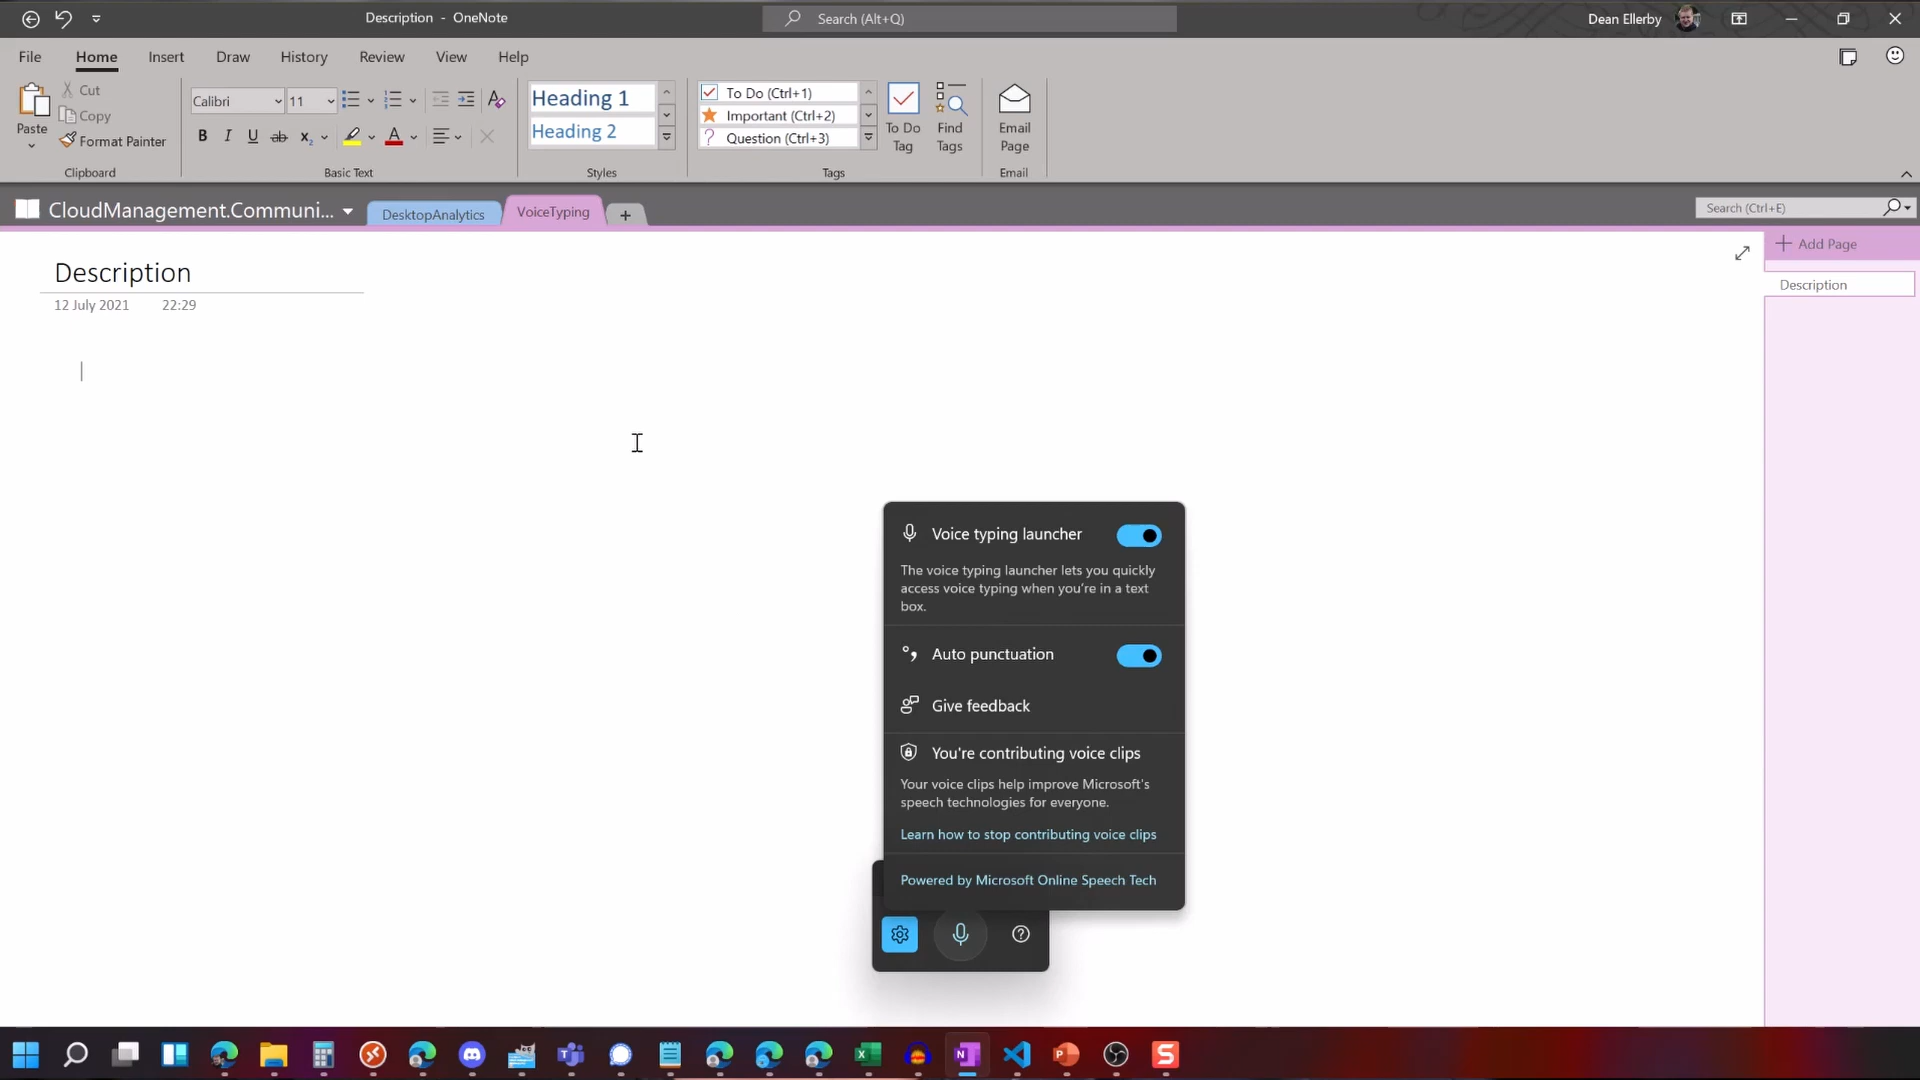 Description - OneNote
Search (Alt+Q)
Dean Ellerby
File Home Insert Draw History Review View Help
Paste
Cut
Copy
Format Painter
Clipboard
Calibri 11
B I U ab x₂ A
Basic Text
Heading 1
Heading 2
Styles
To Do (Ctrl+1)
Important (Ctrl+2)
Question (Ctrl+3)
Tags
To Do
Tag
Find
Tags
Email
Page
Email
CloudManagement.Communi...
DesktopAnalytics
VoiceTyping
Search (Ctrl+E)
Add Page
Description
Description
12 July 2021 22:29
Voice typing launcher
The voice typing launcher lets you quickly
access voice typing when you're in a text
box.
Auto punctuation
Give feedback
You're contributing voice clips
Your voice clips help improve Microsoft's
speech technologies for everyone.
Learn how to stop contributing voice clips
Powered by Microsoft Online Speech Tech